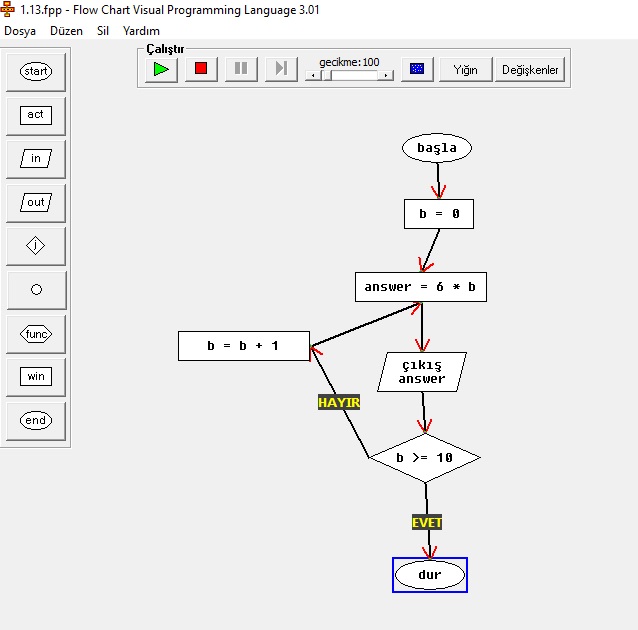 1.13.fpp - Flow Chart Visual Programming Language 3.01
Dosya Düzen Sil Yardım
Çalıştır
gecikme:100
Yığın
Değişkenler
start
act
in
out
j
func
win
end
başla
b = 0
answer = 6 * b
b = b + 1
çıkış
answer
HAYIR
b >= 10
EVET
dur